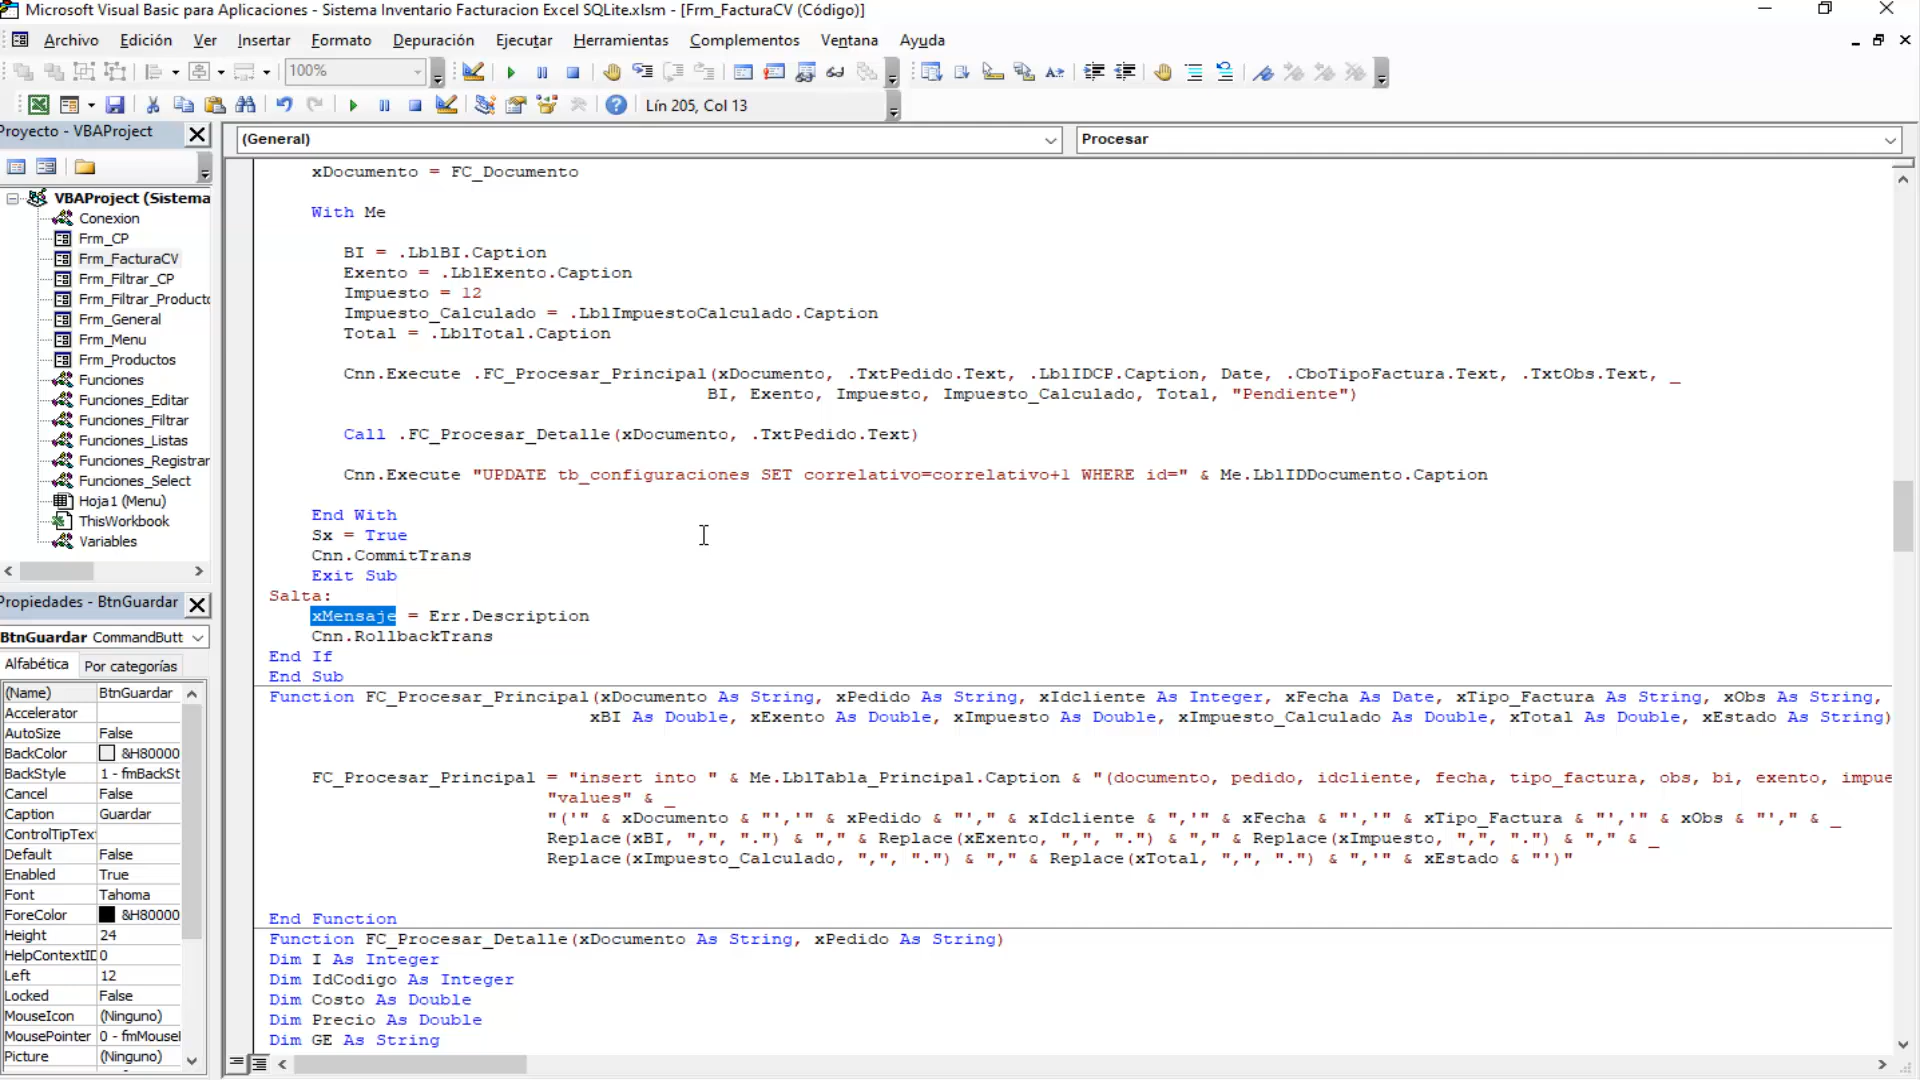 Microsoft Visual Basic para Aplicaciones - Sistema Inventario Facturacion Excel SQLite.xlsm - [Frm_FacturaCV (Código)]
Archivo Edición Ver Insertar Formato Depuración Ejecutar Herramientas Complementos Ventana Ayuda
100%
Lín 205, Col 13
Proyecto - VBAProject
(General)
Procesar
VBAProject (Sistema
Conexion
Frm_CP
Frm_FacturaCV
Frm_Filtrar_CP
Frm_Filtrar_Producto
Frm_General
Frm_Menu
Frm_Productos
Funciones
Funciones_Editar
Funciones_Filtrar
Funciones_Listas
Funciones_Registrar
Funciones_Select
Hoja1 (Menu)
ThisWorkbook
Variables
Propiedades - BtnGuardar
BtnGuardar CommandButt
Alfabética Por categorías
(Name) BtnGuardar
Accelerator
AutoSize False
BackColor &H80000
BackStyle 1 - fmBackSt
Cancel False
Caption Guardar
ControlTipText
Default False
Enabled True
Font Tahoma
ForeColor &H80000
Height 24
HelpContextID 0
Left 12
Locked False
MouseIcon (Ninguno)
MousePointer 0 - fmMouseI
Picture (Ninguno)
xDocumento = FC_Documento
With Me
BI = .LblBI.Caption
Exento = .LblExento.Caption
Impuesto = 12
Impuesto_Calculado = .LblImpuestoCalculado.Caption
Total = .LblTotal.Caption
Cnn.Execute .FC_Procesar_Principal(xDocumento, .TxtPedido.Text, .LblIDCP.Caption, Date, .CboTipoFactura.Text, .TxtObs.Text, _
BI, Exento, Impuesto, Impuesto_Calculado, Total, "Pendiente")
Call .FC_Procesar_Detalle(xDocumento, .TxtPedido.Text)
Cnn.Execute "UPDATE tb_configuraciones SET correlativo=correlativo+1 WHERE id=" & Me.LblIDDocumento.Caption
End With
Sx = True
Cnn.CommitTrans
Exit Sub
Salta:
xMensaje = Err.Description
Cnn.RollbackTrans
End If
End Sub
Function FC_Procesar_Principal(xDocumento As String, xPedido As String, xIdcliente As Integer, xFecha As Date, xTipo_Factura As String, xObs As String,
xBI As Double, xExento As Double, xImpuesto As Double, xImpuesto_Calculado As Double, xTotal As Double, xEstado As String)
FC_Procesar_Principal = "insert into " & Me.LblTabla_Principal.Caption & "(documento, pedido, idcliente, fecha, tipo_factura, obs, bi, exento, impue
"values" & _
"('" & xDocumento & "','" & xPedido & "'," & xIdcliente & ",'" & xFecha & "','" & xTipo_Factura & "','" & xObs & "'," & _
Replace(xBI, ",", ".") & "," & Replace(xExento, ",", ".") & "," & Replace(xImpuesto, ",", ".") & "," & _
Replace(xImpuesto_Calculado, ",", ".") & "," & Replace(xTotal, ",", ".") & ",'" & xEstado & "')"
End Function
Function FC_Procesar_Detalle(xDocumento As String, xPedido As String)
Dim I As Integer
Dim IdCodigo As Integer
Dim Costo As Double
Dim Precio As Double
Dim GE As String